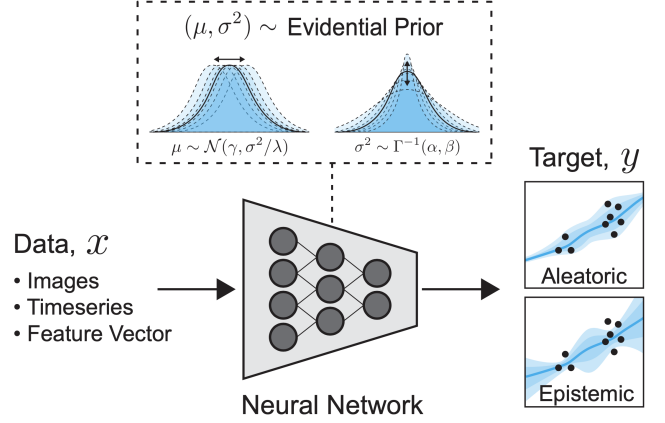 (μ, σ²) ∼ Evidential Prior
μ ∼ 𝒩(γ, σ²/λ)
σ² ∼ Γ⁻¹(α, β)
Data, x
• Images
• Timeseries
• Feature Vector
Neural Network
Target, y
Aleatoric
Epistemic